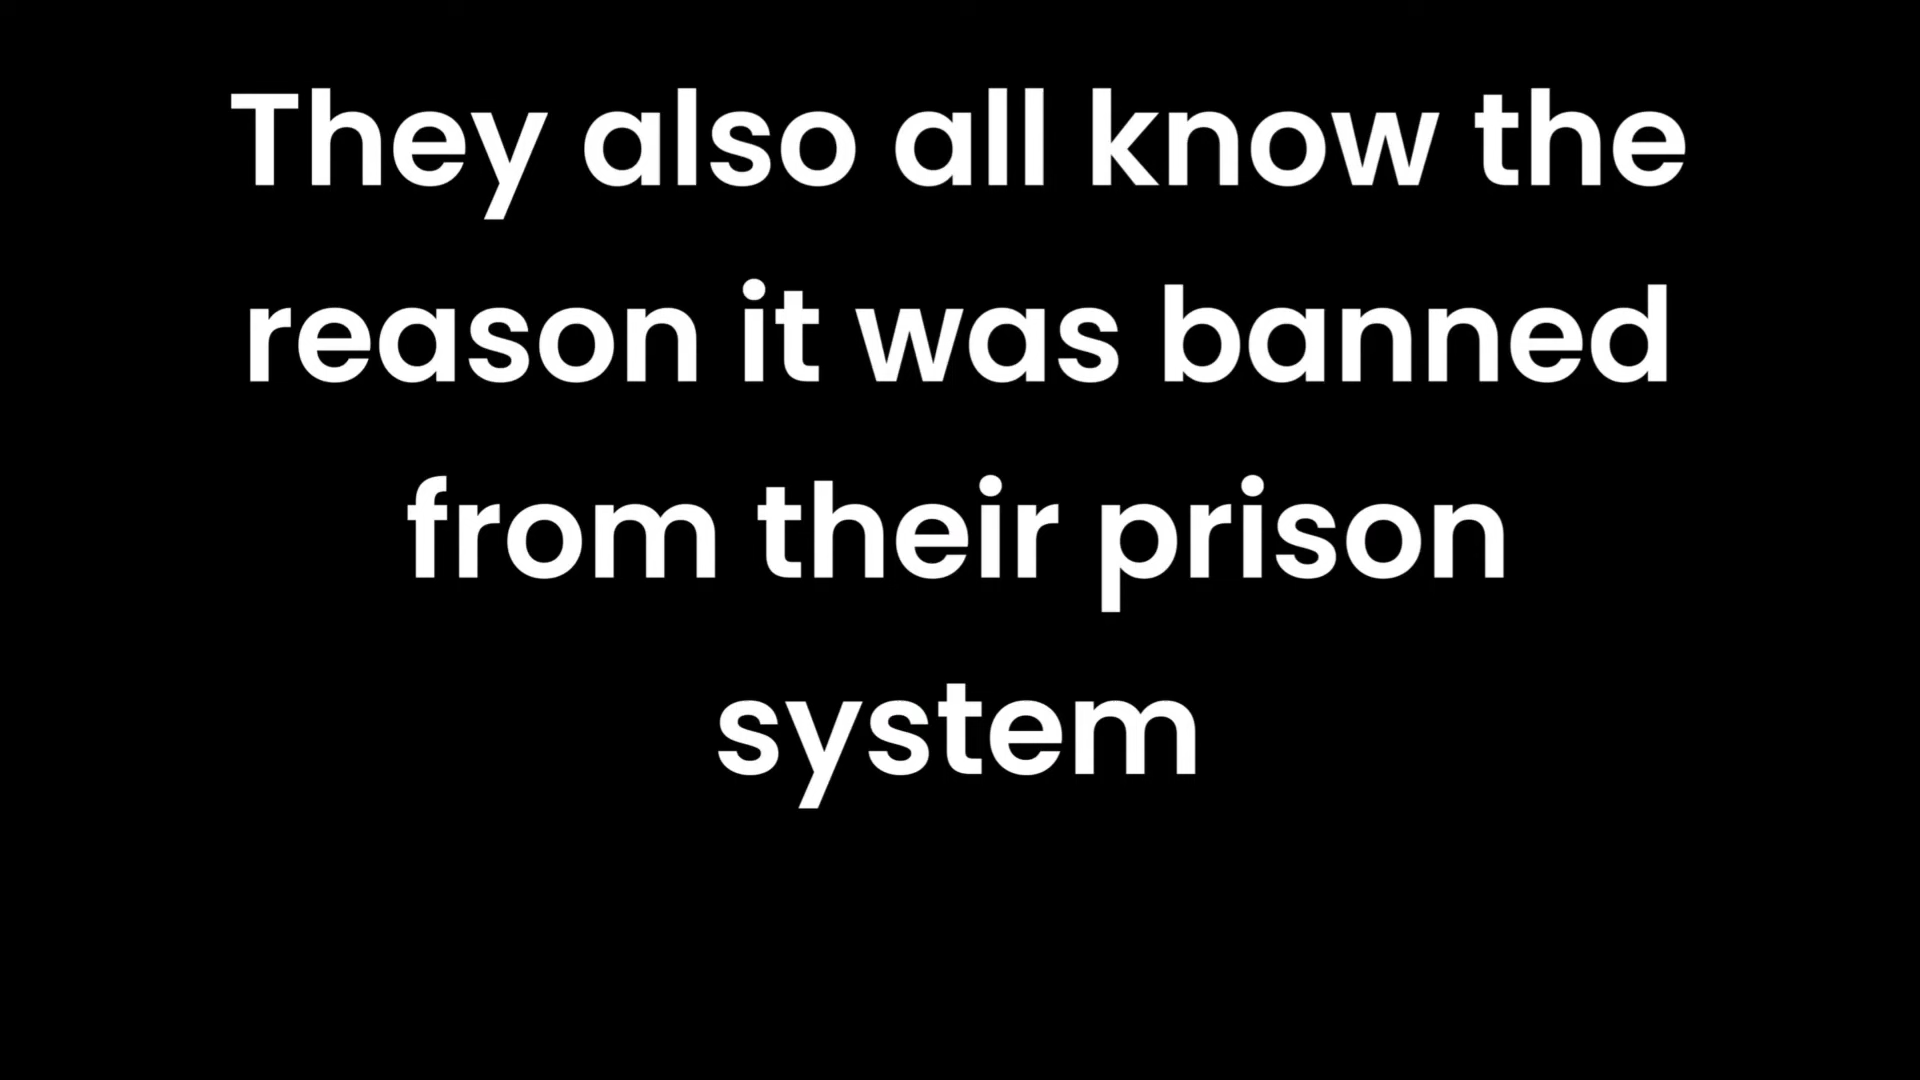 They also all know the
reason it was banned
from their prison
system